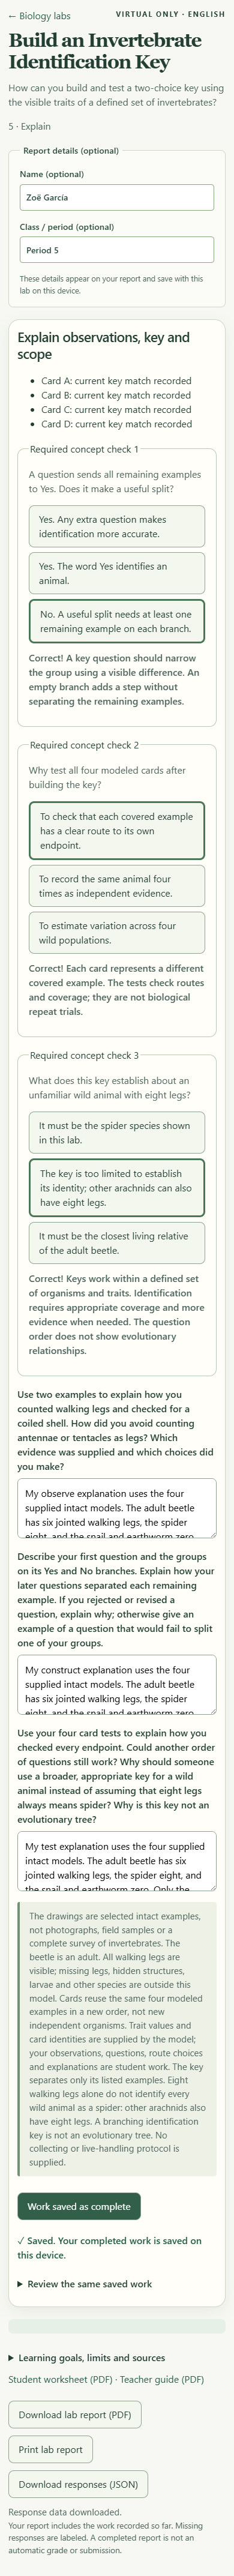 ← Biology labs
VIRTUAL ONLY · ENGLISH
Build an Invertebrate
Identification Key
How can you build and test a two-choice key using
the visible traits of a defined set of invertebrates?
5 · Explain
Report details (optional)
Name (optional)
Zoë García
Class / period (optional)
Period 5
These details appear on your report and save with this
lab on this device.
Explain observations, key and
scope
• Card A: current key match recorded
• Card B: current key match recorded
• Card C: current key match recorded
• Card D: current key match recorded
Required concept check 1
A question sends all remaining examples
to Yes. Does it make a useful split?
Yes. Any extra question makes
identification more accurate.
Yes. The word Yes identifies an
animal.
No. A useful split needs at least one
remaining example on each branch.
Correct! A key question should narrow
the group using a visible difference. An
empty branch adds a step without
separating the remaining examples.
Required concept check 2
Why test all four modeled cards after
building the key?
To check that each covered example
has a clear route to its own
endpoint.
To record the same animal four
times as independent evidence.
To estimate variation across four
wild populations.
Correct! Each card represents a different
covered example. The tests check routes
and coverage; they are not biological
repeat trials.
Required concept check 3
What does this key establish about an
unfamiliar wild animal with eight legs?
It must be the spider species shown
in this lab.
The key is too limited to establish
its identity; other arachnids can also
have eight legs.
It must be the closest living relative
of the adult beetle.
Correct! Keys work within a defined set
of organisms and traits. Identification
requires appropriate coverage and more
evidence when needed. The question
order does not show evolutionary
relationships.
Use two examples to explain how you
counted walking legs and checked for a
coiled shell. How did you avoid counting
antennae or tentacles as legs? Which
evidence was supplied and which choices did
you make?
My observe explanation uses the four
supplied intact models. The adult beetle
has six jointed walking legs, the spider
eight, and the snail and earthworm zero.
Describe your first question and the groups
on its Yes and No branches. Explain how your
later questions separated each remaining
example. If you rejected or revised a
question, explain why; otherwise give an
example of a question that would fail to split
one of your groups.
My construct explanation uses the four
supplied intact models. The adult beetle
has six jointed walking legs, the spider
eight, and the snail and earthworm zero.
Use your four card tests to explain how you
checked every endpoint. Could another order
of questions still work? Why should someone
use a broader, appropriate key for a wild
animal instead of assuming that eight legs
always means spider? Why is this key not an
evolutionary tree?
My test explanation uses the four supplied
intact models. The adult beetle has six
jointed walking legs, the spider eight, and
the snail and earthworm zero. Only the
The drawings are selected intact examples,
not photographs, field samples or a
complete survey of invertebrates. The
beetle is an adult. All walking legs are
visible; missing legs, hidden structures,
larvae and other species are outside this
model. Cards reuse the same four modeled
examples in a new order, not new
independent organisms. Trait values and
card identities are supplied by the model;
your observations, questions, route choices
and explanations are student work. The key
separates only its listed examples. Eight
walking legs alone do not identify every
wild animal as a spider: other arachnids also
have eight legs. A branching identification
key is not an evolutionary tree. No
collecting or live-handling protocol is
supplied.
Work saved as complete
✓ Saved. Your completed work is saved on
this device.
▶ Review the same saved work
▶ Learning goals, limits and sources
Student worksheet (PDF) · Teacher guide (PDF)
Download lab report (PDF)
Print lab report
Download responses (JSON)
Response data downloaded.
Your report includes the work recorded so far. Missing
responses are labeled. A completed report is not an
automatic grade or submission.